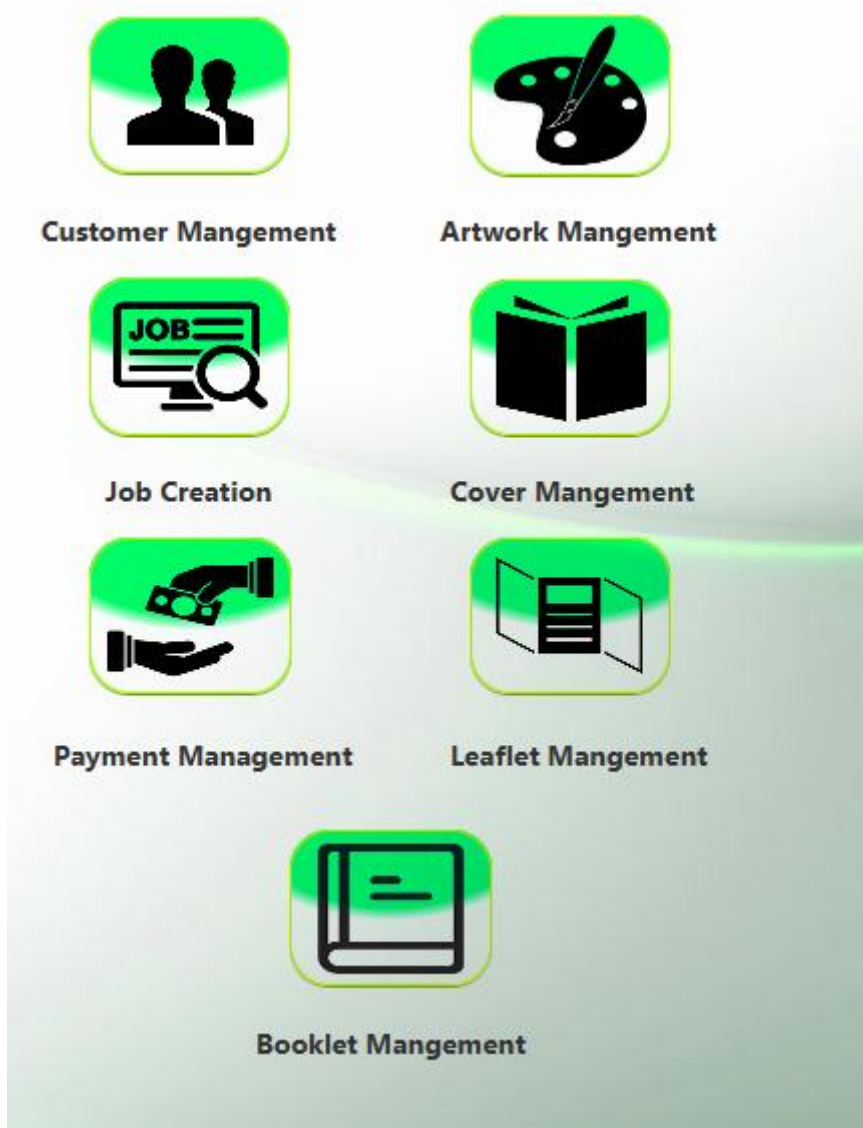 Customer Mangement
Artwork Mangement
JOB
Job Creation
Cover Mangement
Payment Management
Leaflet Mangement
Booklet Mangement